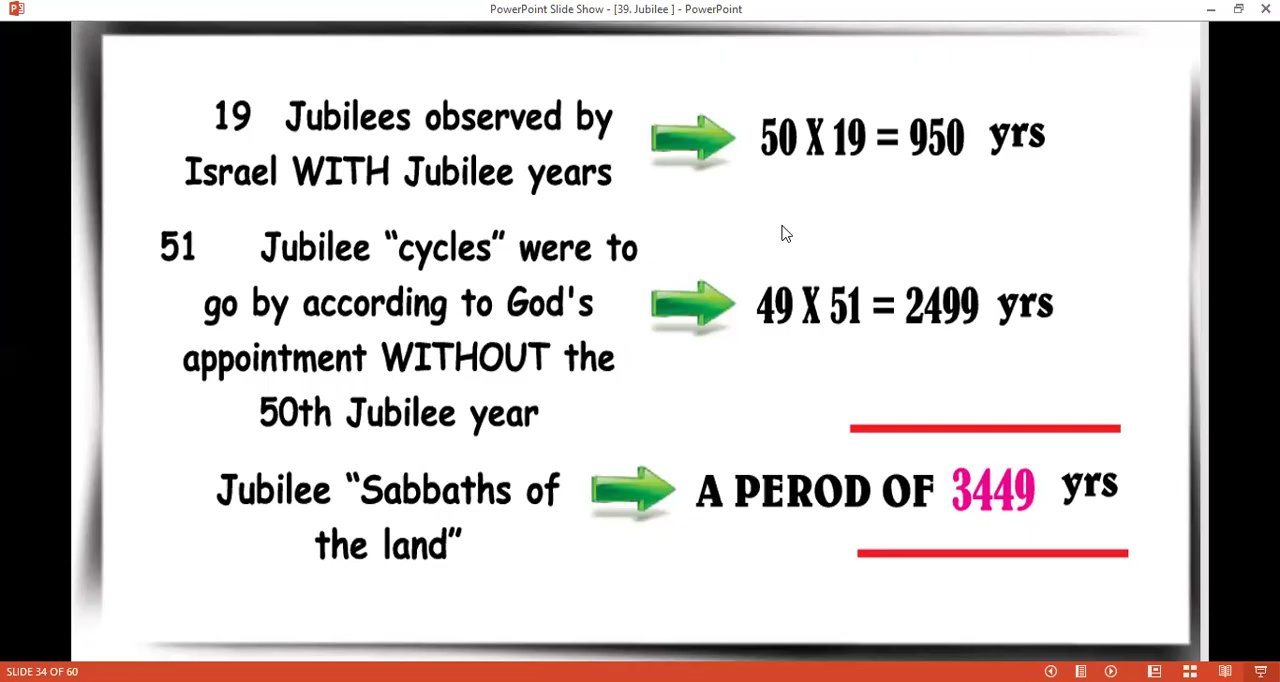 PowerPoint Slide Show - [39. Jubilee ] - PowerPoint
19 Jubilees observed by
Israel WITH Jubilee years
50 X 19 = 950 yrs
51 Jubilee “cycles” were to
go by according to God's
appointment WITHOUT the
50th Jubilee year
49 X 51 = 2499 yrs
Jubilee “Sabbaths of
the land”
A PEROD OF 3449 yrs
SLIDE 34 OF 60